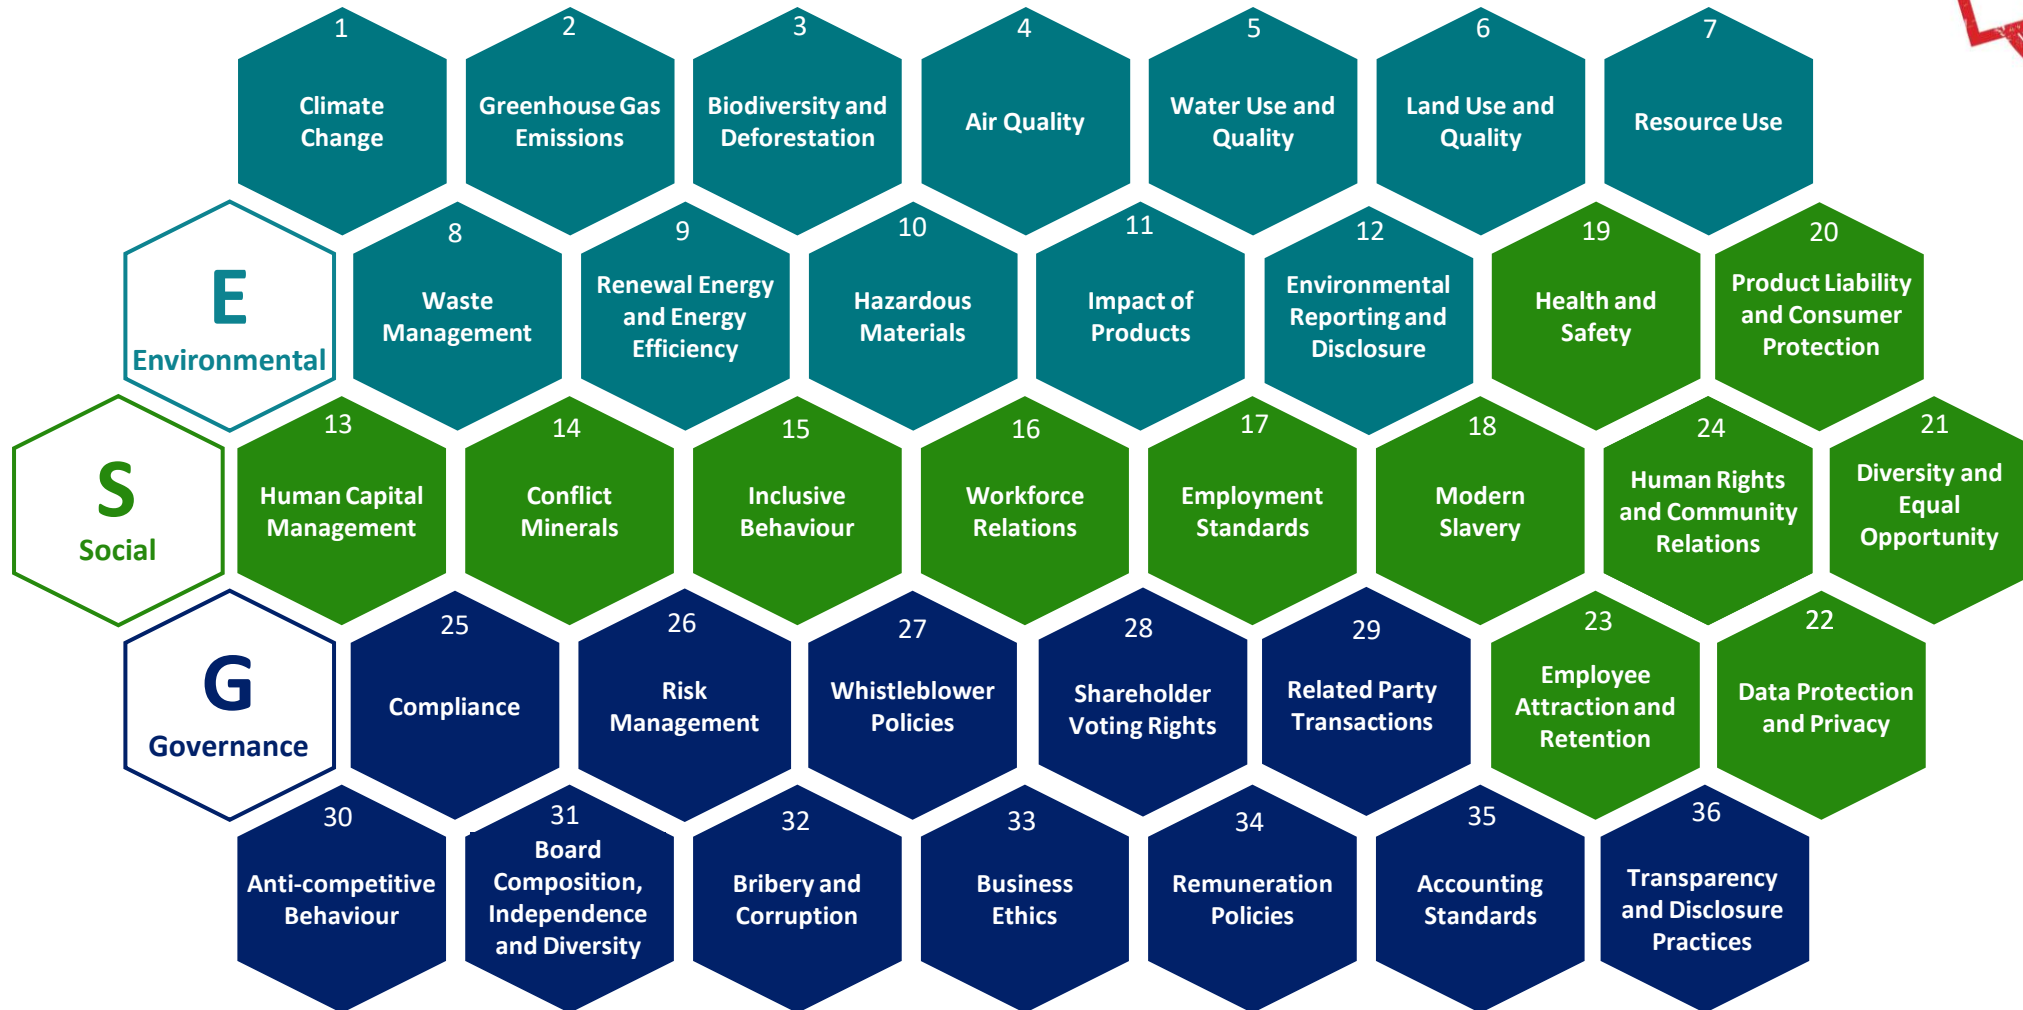 1
Climate
Change
2
Greenhouse Gas
Emissions
3
Biodiversity and
Deforestation
4
Air Quality
5
Water Use and
Quality
6
Land Use and
Quality
7
Resource Use
E
Environmental
8
Waste
Management
9
Renewal Energy
and Energy
Efficiency
10
Hazardous
Materials
11
Impact of
Products
12
Environmental
Reporting and
Disclosure
19
Health and
Safety
20
Product Liability
and Consumer
Protection
S
Social
13
Human Capital
Management
14
Conflict
Minerals
15
Inclusive
Behaviour
16
Workforce
Relations
17
Employment
Standards
18
Modern
Slavery
24
Human Rights
and Community
Relations
21
Diversity and
Equal
Opportunity
G
Governance
25
Compliance
26
Risk
Management
27
Whistleblower
Policies
28
Shareholder
Voting Rights
29
Related Party
Transactions
23
Employee
Attraction and
Retention
22
Data Protection
and Privacy
30
Anti-competitive
Behaviour
31
Board
Composition,
Independence
and Diversity
32
Bribery and
Corruption
33
Business
Ethics
34
Remuneration
Policies
35
Accounting
Standards
36
Transparency
and Disclosure
Practices